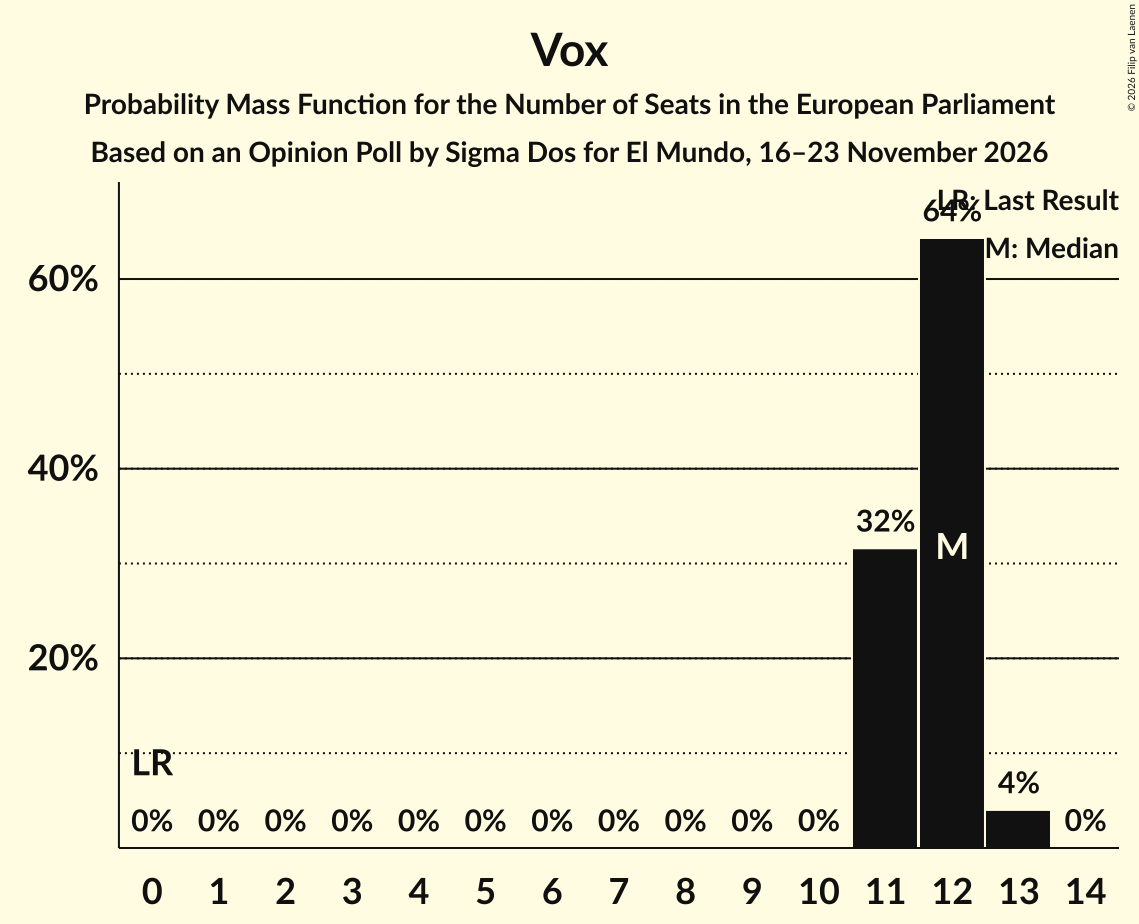 Vox
Probability Mass Function for the Number of Seats in the European Parliament
Based on an Opinion Poll by Sigma Dos for El Mundo, 16–23 November 2026
© 2026 Filip van Laenen
LR: Last Result
M: Median
64%
60%
40%
32%
M
20%
LR
4%
0% 0% 0% 0% 0% 0% 0% 0% 0% 0% 0% 0%
0 1 2 3 4 5 6 7 8 9 10 11 12 13 14